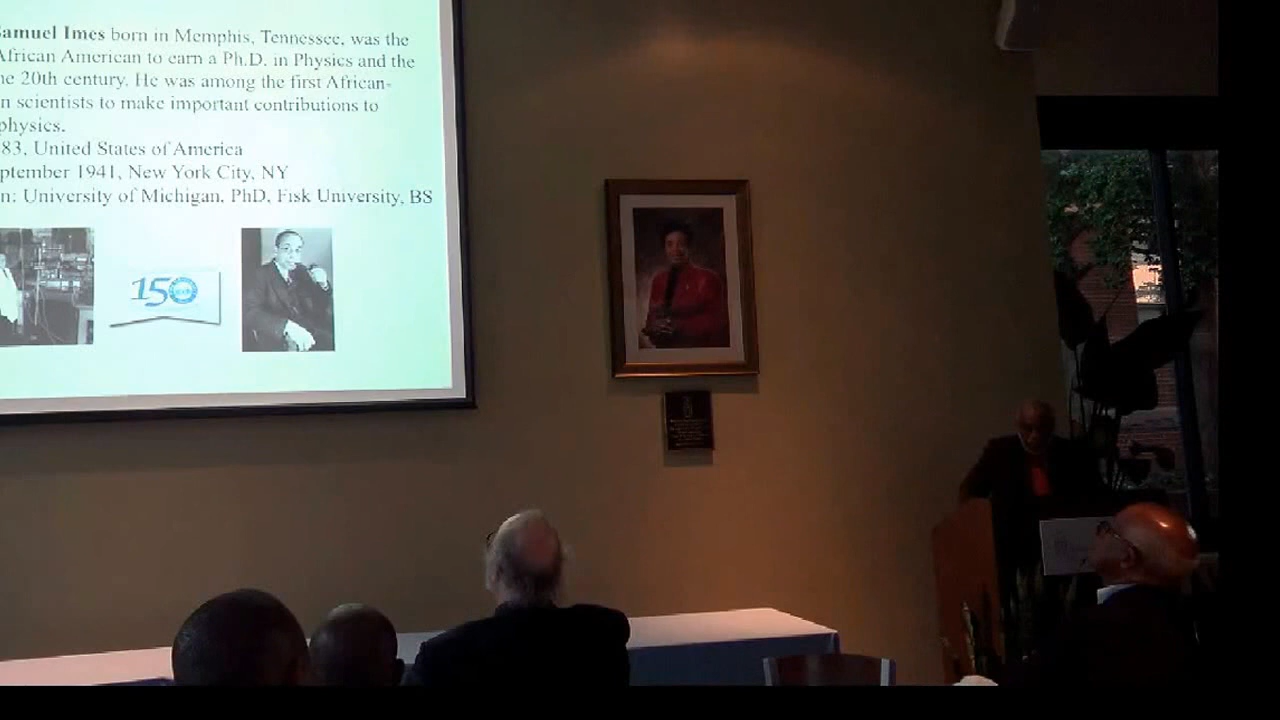 Samuel Imes born in Memphis, Tennessee, was the
African American to earn a Ph.D. in Physics and the
20th century. He was among the first African-
scientists to make important contributions to
physics.
83, United States of America
ptember 1941, New York City, NY
n: University of Michigan, PhD, Fisk University, BS
150